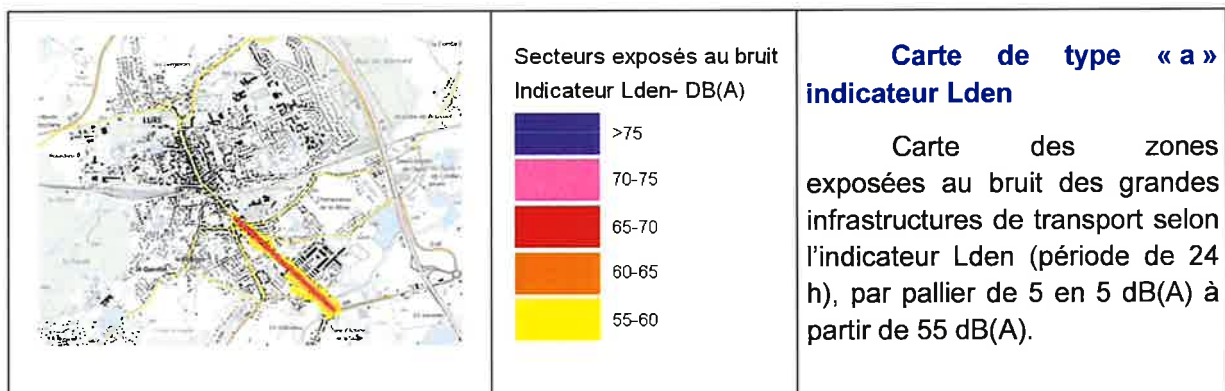 LURE
Secteurs exposés au bruit
Indicateur Lden- DB(A)
>75
70-75
65-70
60-65
55-60
Carte de type « a »
indicateur Lden
Carte des zones
exposées au bruit des grandes
infrastructures de transport selon
l'indicateur Lden (période de 24
h), par pallier de 5 en 5 dB(A) à
partir de 55 dB(A).